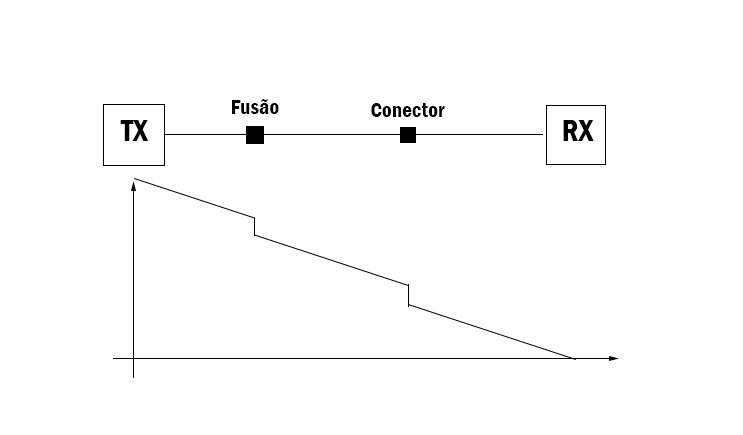 Fusão
Conector
TX
RX